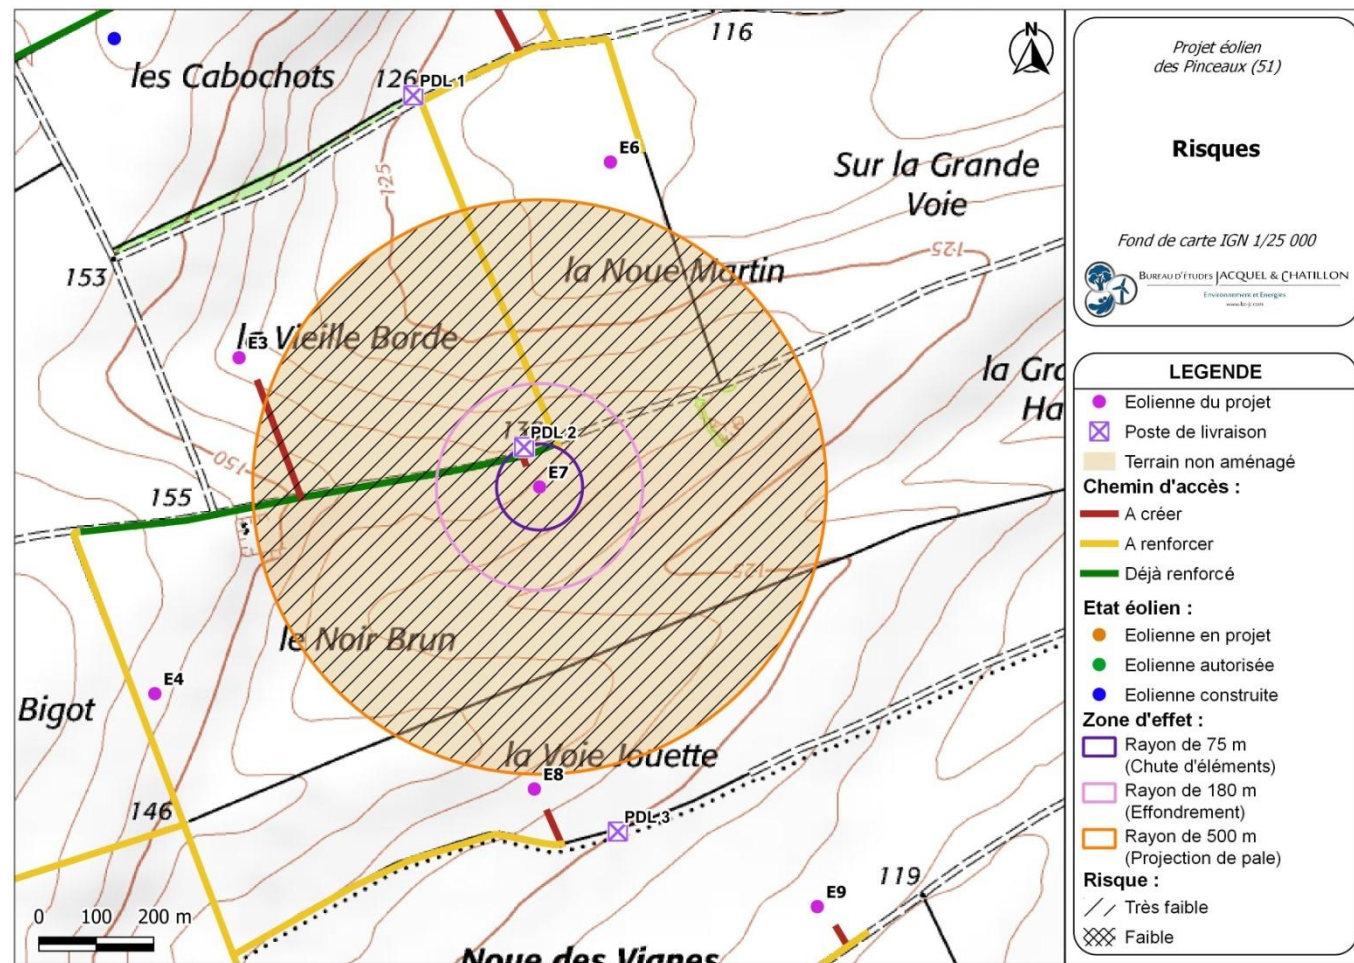 116
les Cabochots
126
PDL 1
E6
Sur la Grande
Voie
125
125
153
la Noue Martin
E3
la Vieille Borde
la Gra
Ha
PDL 2
150
E7
155
125
le Noir Brun
E4
Bigot
la Voie Jouette
E8
146
PDL 3
119
E9
0 100 200 m
Noue des Vignes
N
Projet éolien
des Pinceaux (51)
Risques
Fond de carte IGN 1/25 000
BUREAU D'ÉTUDES JACQUEL & CHATILLON
Environnement et Energies
LEGENDE
Eolienne du projet
Poste de livraison
Terrain non aménagé
Chemin d'accès :
A créer
A renforcer
Déjà renforcé
Etat éolien :
Eolienne en projet
Eolienne autorisée
Eolienne construite
Zone d'effet :
Rayon de 75 m
(Chute d'éléments)
Rayon de 180 m
(Effondrement)
Rayon de 500 m
(Projection de pale)
Risque :
Très faible
Faible